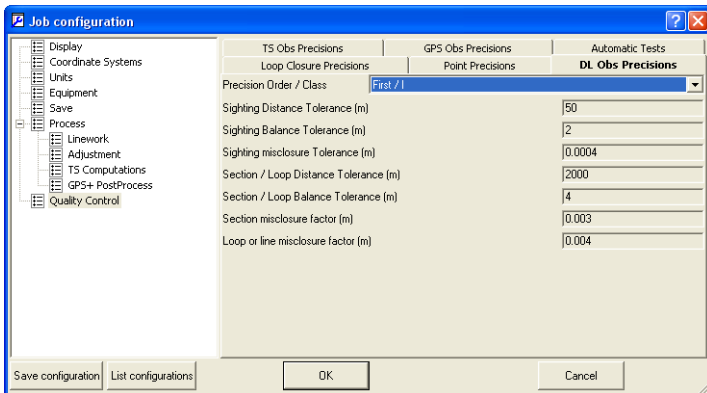 Job configuration
Display
Coordinate Systems
Units
Equipment
Save
Process
Linework
Adjustment
TS Computations
GPS+ PostProcess
Quality Control
TS Obs Precisions
GPS Obs Precisions
Automatic Tests
Loop Closure Precisions
Point Precisions
DL Obs Precisions
Precision Order / Class First / I
Sighting Distance Tolerance (m) 50
Sighting Balance Tolerance (m) 2
Sighting misclosure Tolerance (m) 0.0004
Section / Loop Distance Tolerance (m) 2000
Section / Loop Balance Tolerance (m) 4
Section misclosure factor (m) 0.003
Loop or line misclosure factor (m) 0.004
Save configuration
List configurations
OK
Cancel